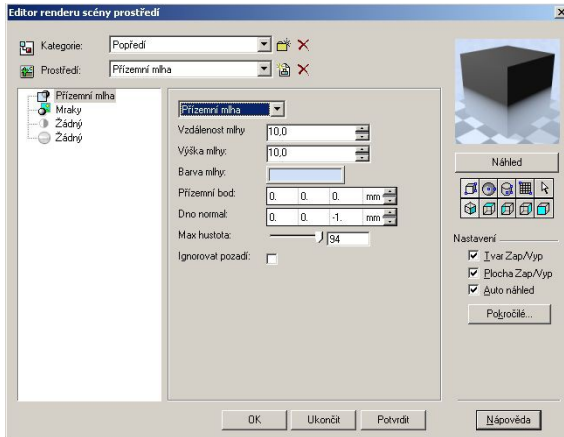 Editor renderu scény prostředí
Kategorie: Popředí
Prostředí: Přízemní mlha
Přízemní mlha
Mraky
Žádný
Žádný
Přízemní mlha
Vzdálenost mlhy 10,0
Výška mlhy: 10,0
Barva mlhy:
Přízemní bod: 0. 0. 0. mm
Dno normal: 0. 0. -1. mm
Max hustota: 94
Ignorovat pozadí:
Náhled
Nastavení
Tvar Zap/Vyp
Plocha Zap/Vyp
Auto náhled
Pokročilé...
OK Ukončit Potvrdit Nápověda